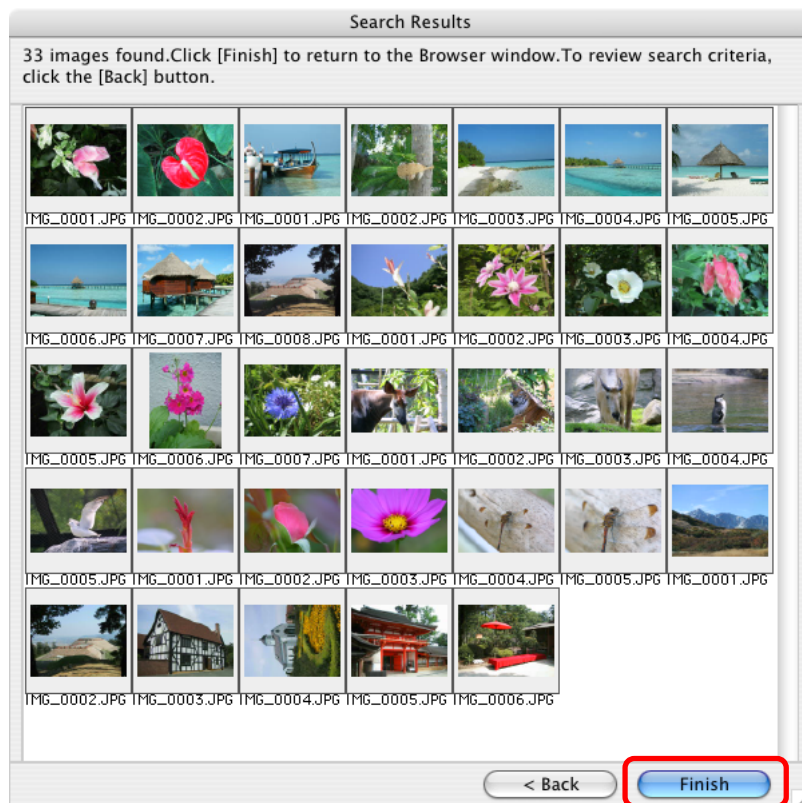 Search Results
33 images found.Click [Finish] to return to the Browser window.To review search criteria,
click the [Back] button.
IMG_0001.JPG IMG_0002.JPG IMG_0001.JPG IMG_0002.JPG IMG_0003.JPG IMG_0004.JPG IMG_0005.JPG
IMG_0006.JPG IMG_0007.JPG IMG_0008.JPG IMG_0001.JPG IMG_0002.JPG IMG_0003.JPG IMG_0004.JPG
IMG_0005.JPG IMG_0006.JPG IMG_0007.JPG IMG_0001.JPG IMG_0002.JPG IMG_0003.JPG IMG_0004.JPG
IMG_0005.JPG IMG_0001.JPG IMG_0002.JPG IMG_0003.JPG IMG_0004.JPG IMG_0005.JPG IMG_0001.JPG
IMG_0002.JPG IMG_0003.JPG IMG_0004.JPG IMG_0005.JPG IMG_0006.JPG
< Back Finish